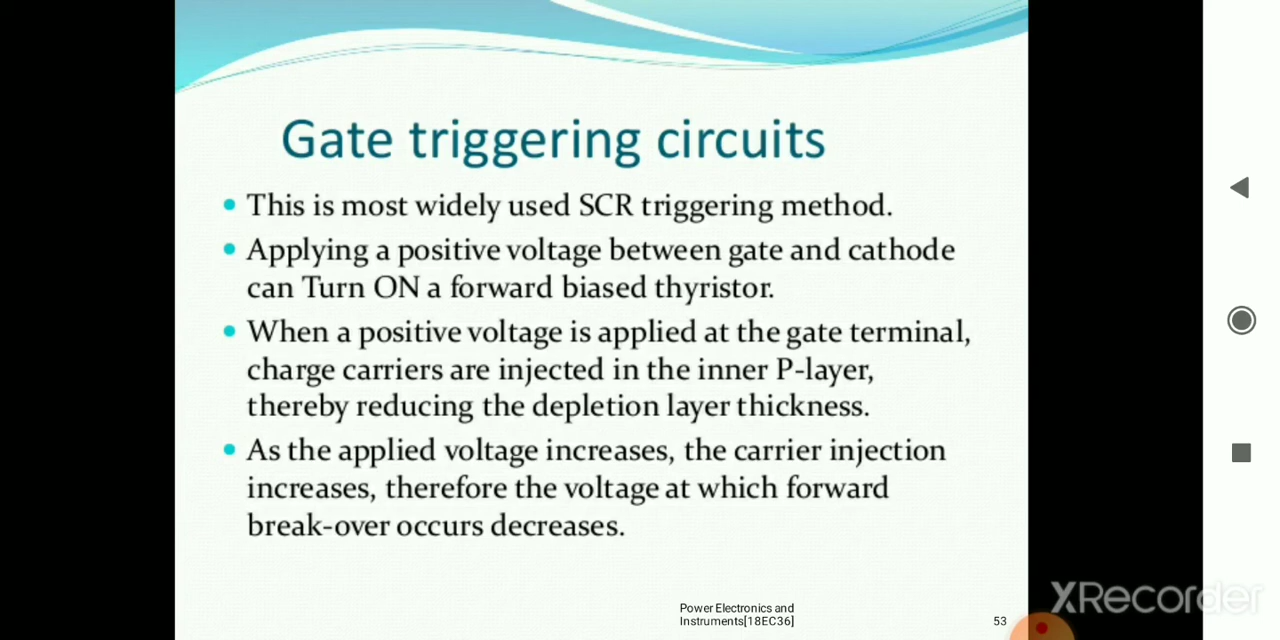 Gate triggering circuits
This is most widely used SCR triggering method.
Applying a positive voltage between gate and cathode
can Turn ON a forward biased thyristor.
When a positive voltage is applied at the gate terminal,
charge carriers are injected in the inner P-layer,
thereby reducing the depletion layer thickness.
As the applied voltage increases, the carrier injection
increases, therefore the voltage at which forward
break-over occurs decreases.
Power Electronics and
Instruments[18EC36]
53
XRecorder